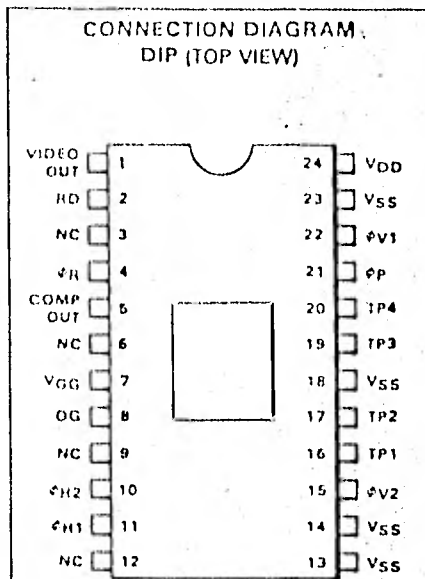 CONNECTION DIAGRAM
DIP (TOP VIEW)
VIDEO OUT 1 24 VDD
RD 2 23 VSS
NC 3 22 ϕV1
ϕR 4 21 ϕP
COMP OUT 5 20 TP4
NC 6 19 TP3
VGG 7 18 VSS
OG 8 17 TP2
NC 9 16 TP1
ϕH2 10 15 ϕV2
ϕH1 11 14 VSS
NC 12 13 VSS